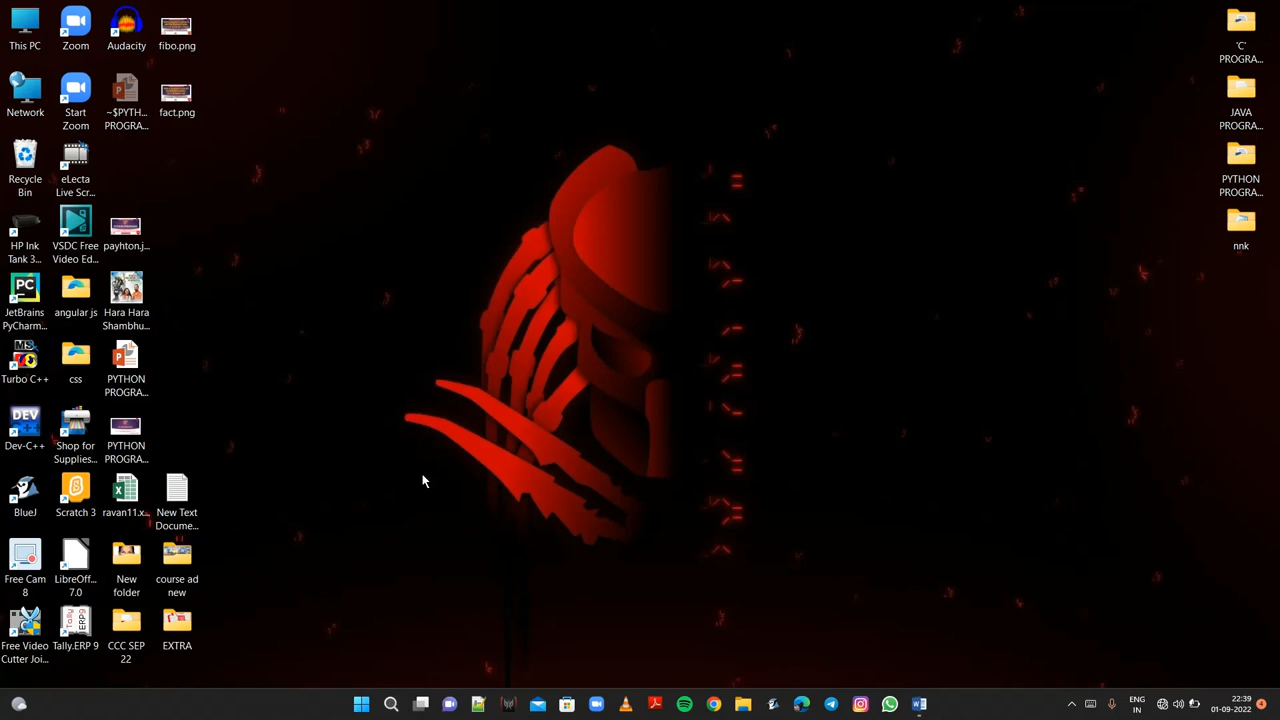 This PC
Zoom
Audacity
fibo.png
Network
Start
Zoom
~$PYTH...
PROGRA...
fact.png
Recycle
Bin
eLecta
Live Scr...
HP Ink
Tank 3...
VSDC Free
Video Ed...
payhton.j...
PC
JetBrains
PyCharm...
angular js
Hara Hara
Shambhu...
Turbo C++
css
PYTHON
PROGRA...
DEV
Dev-C++
Shop for
Supplies...
PYTHON
PROGRA...
BlueJ
Scratch 3
ravan11.x...
New Text
Docume...
Free Cam
8
LibreOff...
7.0
New
folder
course ad
new
Free Video
Cutter Joi...
Tally.ERP 9
CCC SEP
22
EXTRA
'C'
PROGRA...
JAVA
PROGRA...
PYTHON
PROGRA...
nnk
ENG
IN
22:39
01-09-2022
4